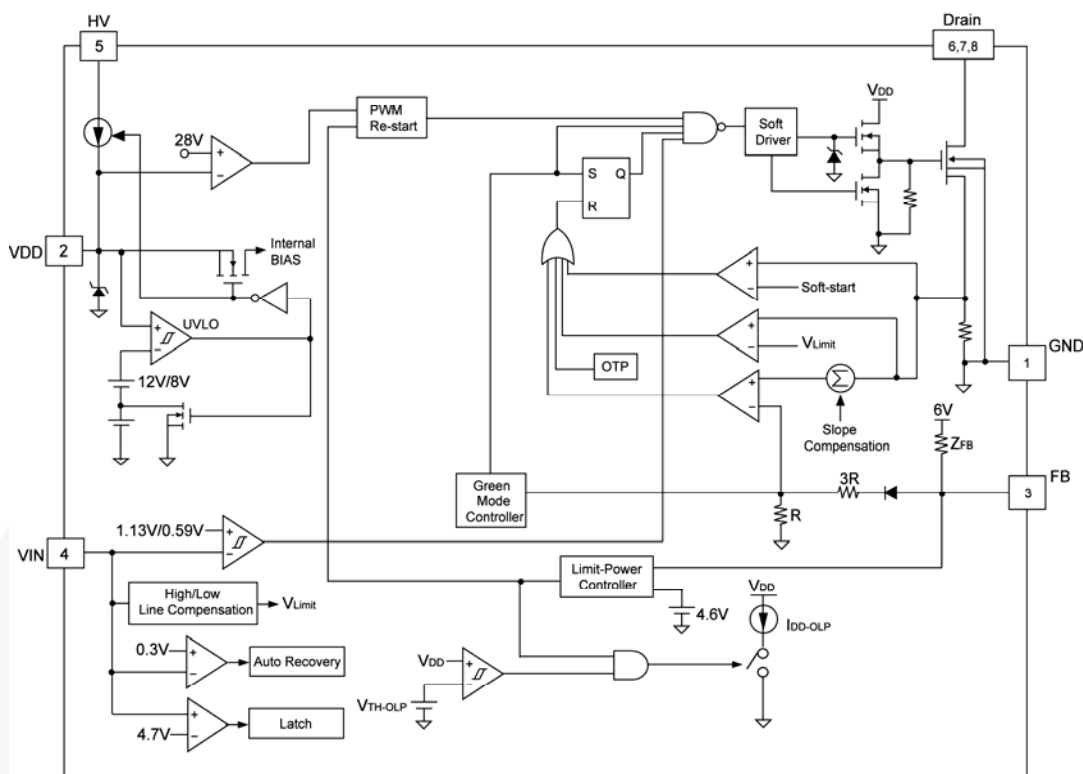 HV
5
Drain
6,7,8
PWM
Re-start
VDD
Soft
Driver
28V
+
−
S
Q
R
VDD
2
Internal
BIAS
+
−
Soft-start
UVLO
+
−
+
−
VLimit
GND
1
OTP
12V/8V
+
−
Σ
Slope
Compensation
6V
ZFB
FB
3
Green
Mode
Controller
3R
R
1.13V/0.59V
+
−
VIN
4
Limit-Power
Controller
4.6V
VDD
IDD-OLP
High/Low
Line Compensation
VLimit
0.3V
+
−
Auto Recovery
VDD
+
−
VTH-OLP
+
−
4.7V
Latch